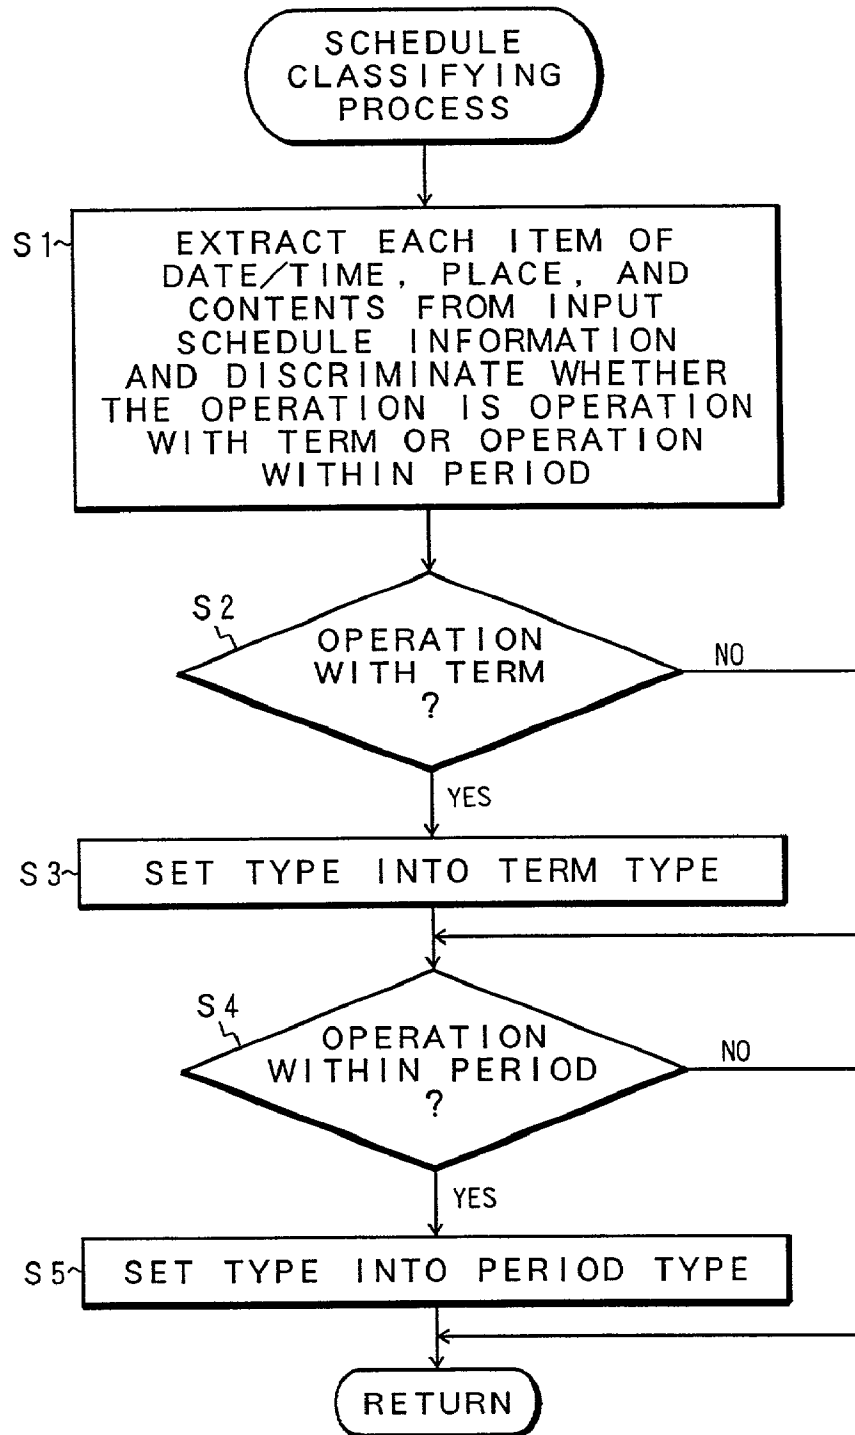 SCHEDULE
CLASSIFYING
PROCESS
S1
EXTRACT EACH ITEM OF
DATE/TIME, PLACE, AND
CONTENTS FROM INPUT
SCHEDULE INFORMATION
AND DISCRIMINATE WHETHER
THE OPERATION IS OPERATION
WITH TERM OR OPERATION
WITHIN PERIOD
S2
OPERATION
WITH TERM
?
NO
YES
S3
SET TYPE INTO TERM TYPE
S4
OPERATION
WITHIN PERIOD
?
NO
YES
S5
SET TYPE INTO PERIOD TYPE
RETURN